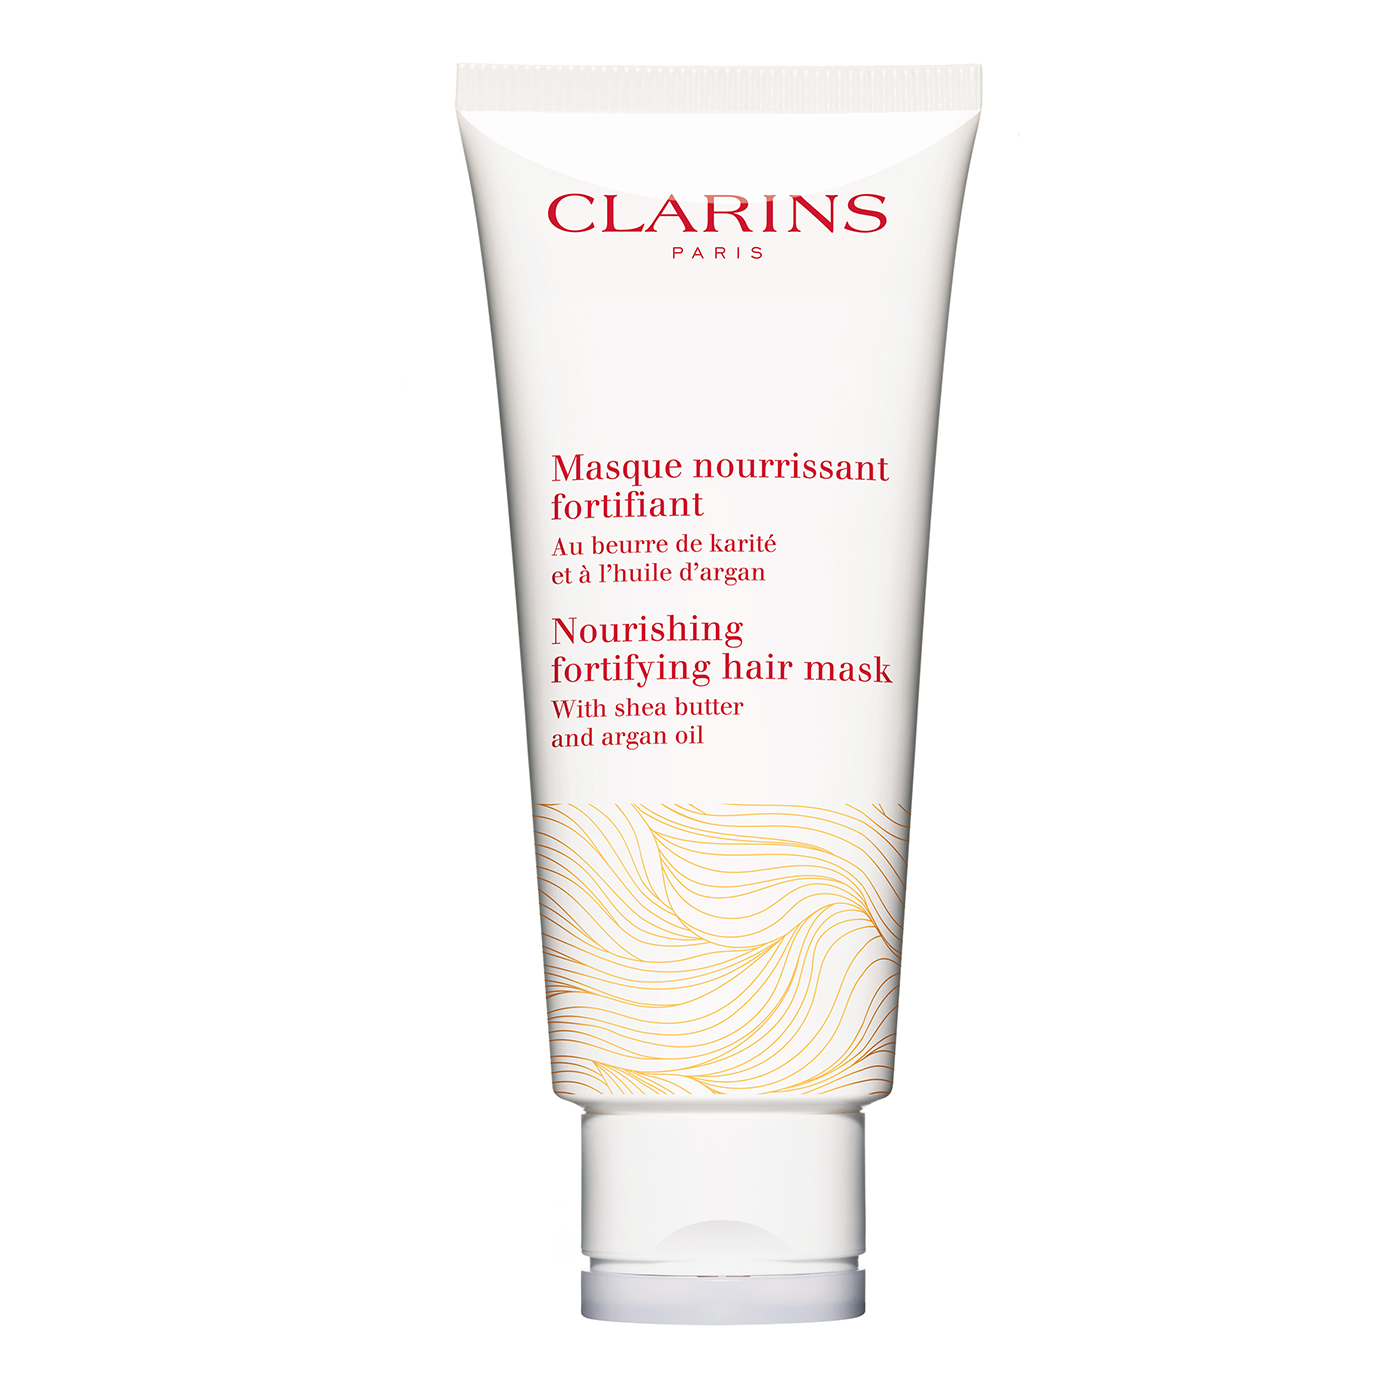 CLARINS
PARIS
Masque nourrissant
fortifiant
Au beurre de karité
et à l'huile d'argan
Nourishing
fortifying hair mask
With shea butter
and argan oil